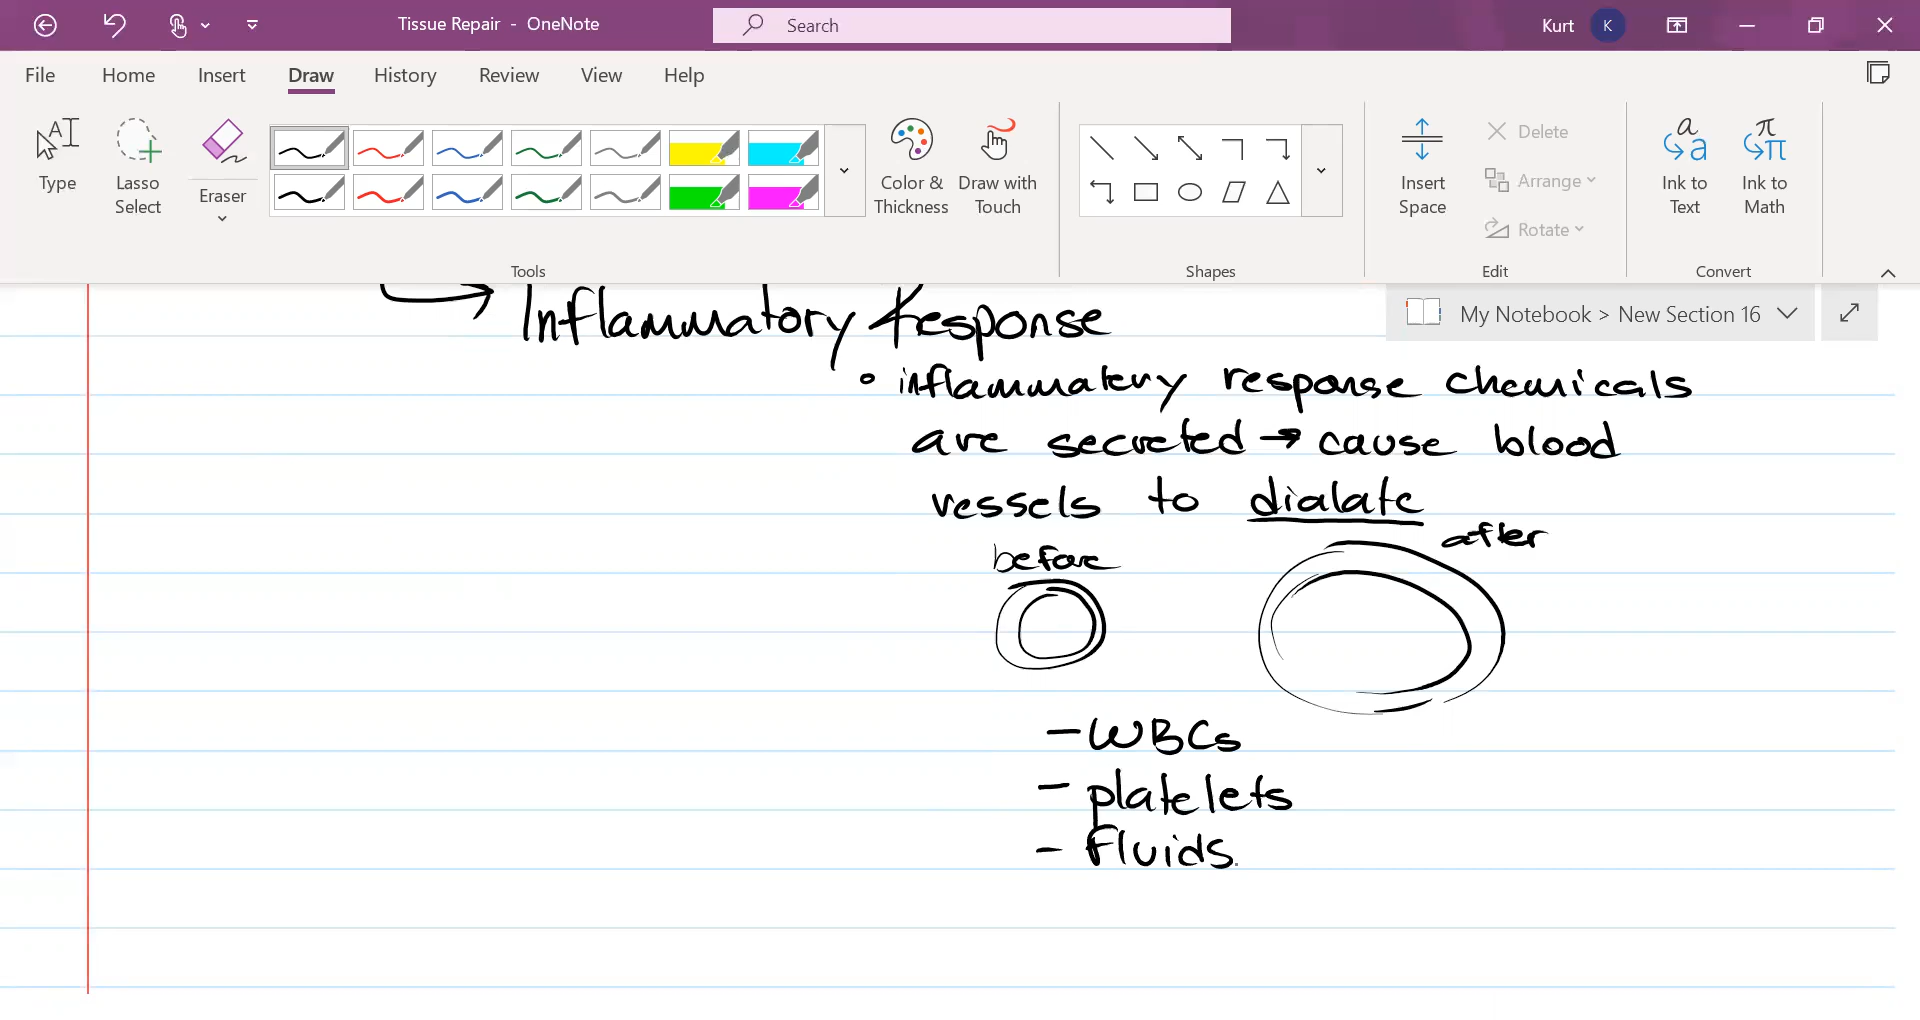 Tissue Repair - OneNote
Search
Kurt
K
File
Home
Insert
Draw
History
Review
View
Help
Type
Lasso
Select
Eraser
Color &
Thickness
Draw with
Touch
Insert
Space
Delete
Arrange
Rotate
Ink to
Text
Ink to
Math
Tools
Shapes
Edit
Convert
My Notebook > New Section 16
Inflammatory Response
• inflammatory response chemicals
are secreted → cause blood
vessels to dialate
before
after
- WBCs
- platelets
- fluids.